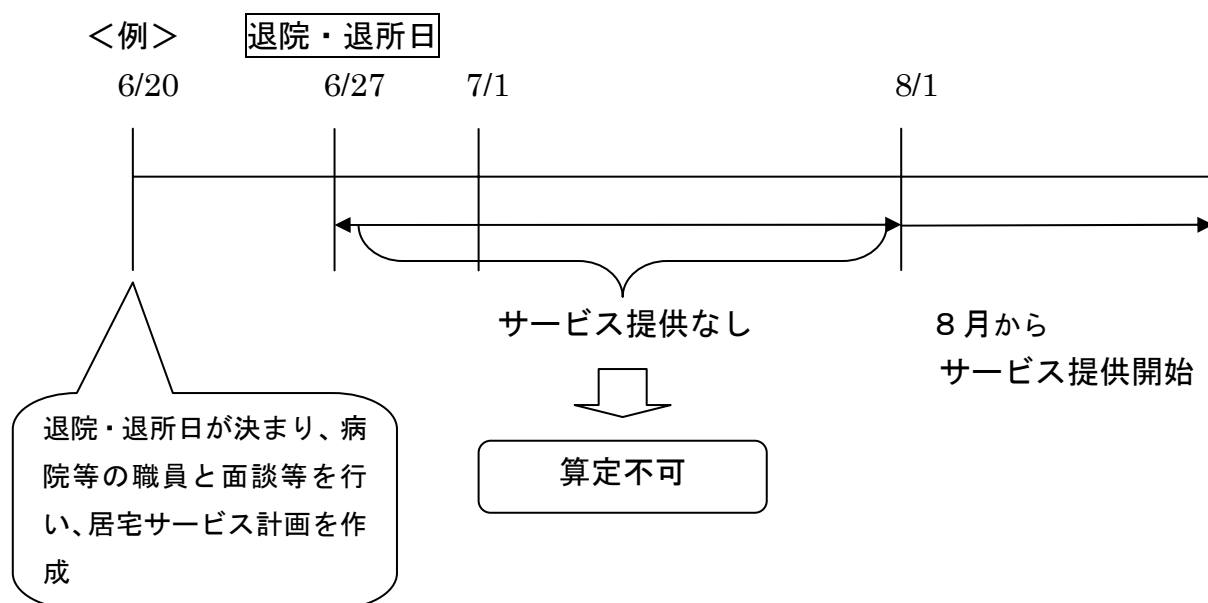 ＜例＞ 退院・退所日
6/20 6/27 7/1 8/1
サービス提供なし
８月から
サービス提供開始
退院・退所日が決まり、病
院等の職員と面談等を行
い、居宅サービス計画を作
成
算定不可